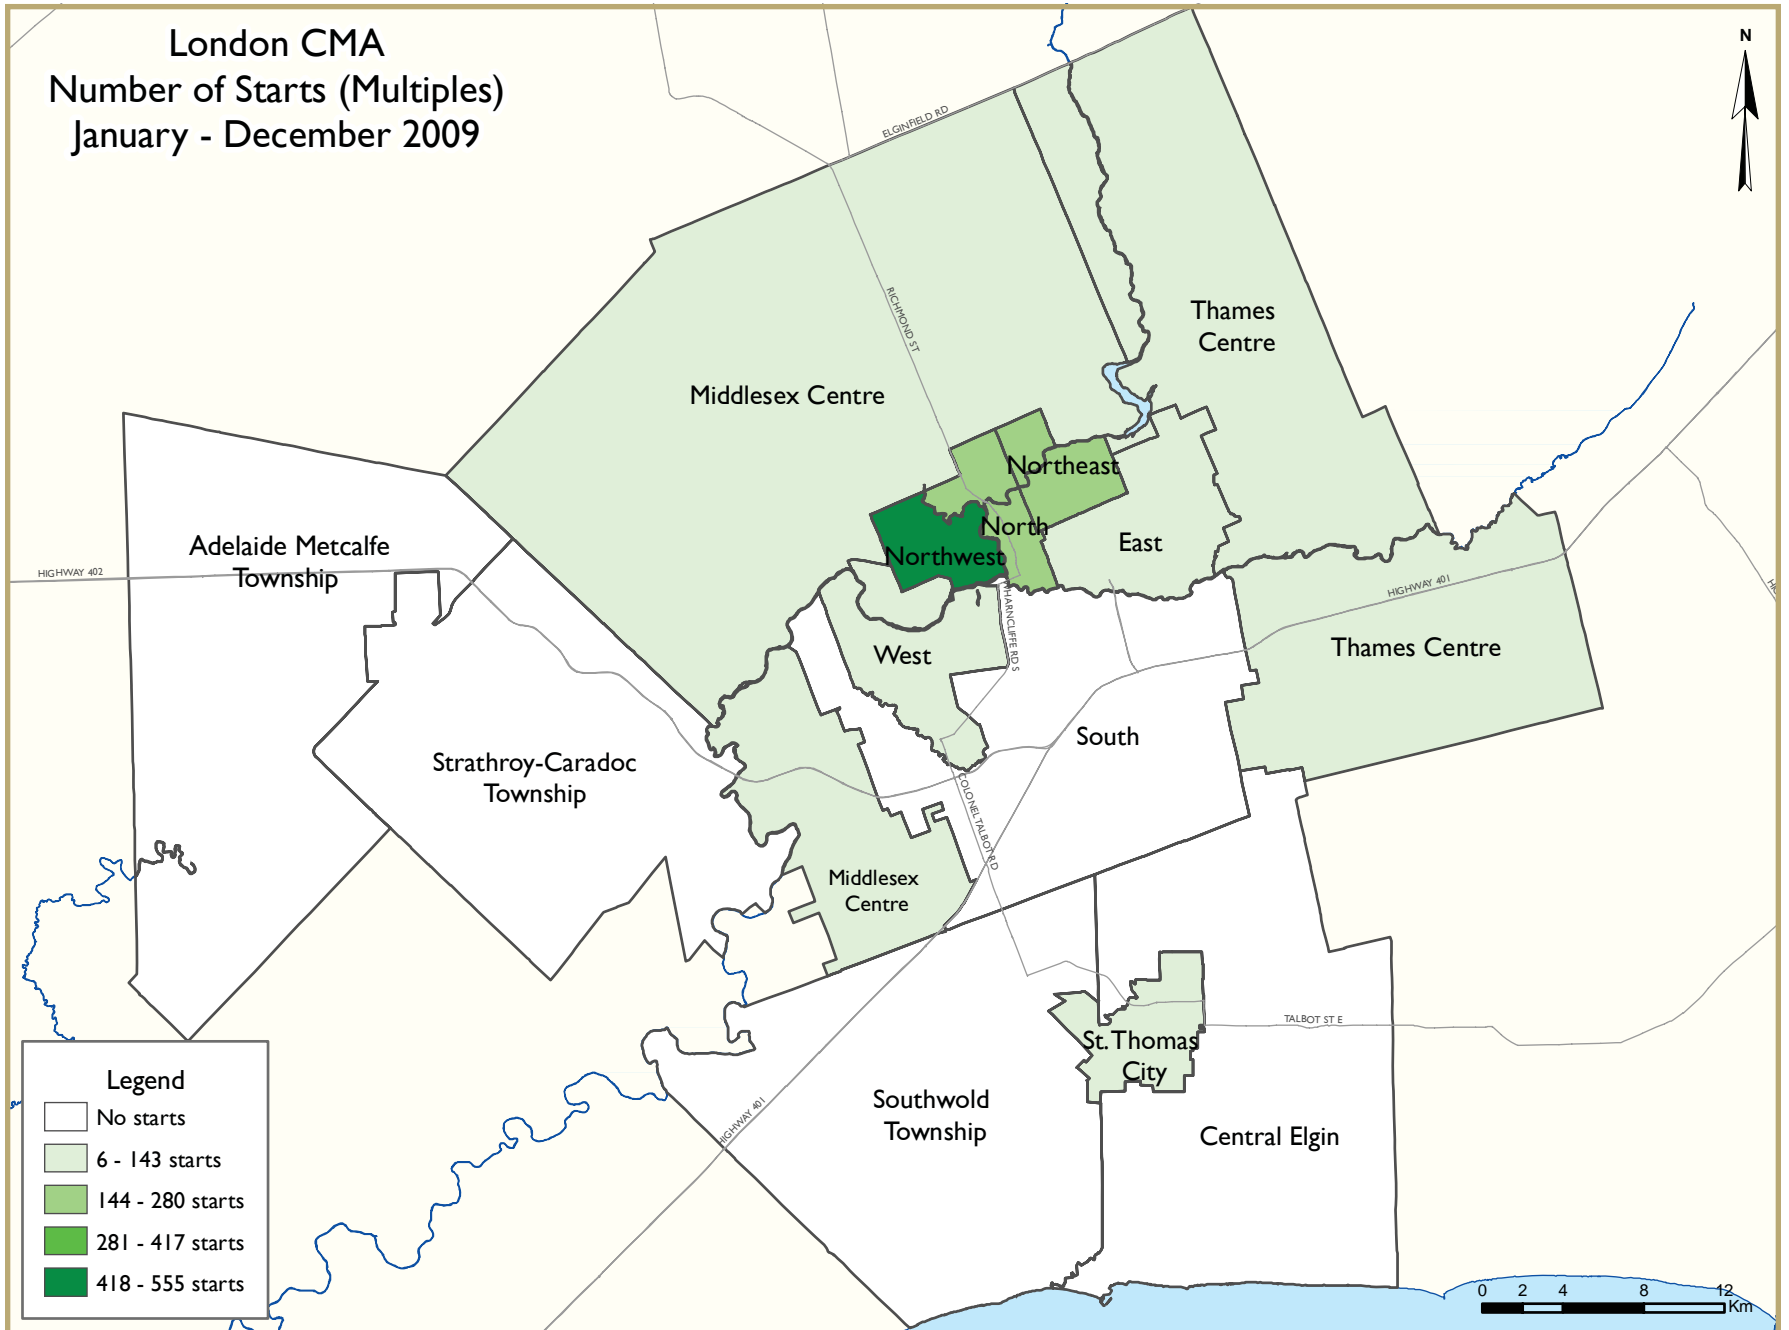 London CMA
Number of Starts (Multiples)
January - December 2009
N
ELGINFIELD RD
RICHMOND ST
Thames
Centre
Middlesex Centre
Northeast
North
Northwest
East
Adelaide Metcalfe
Township
HIGHWAY 402
HIGHWAY 401
WHARNCLIFFE RD S
West
Thames Centre
South
Strathroy-Caradoc
Township
COLONEL TALBOT RD
Middlesex
Centre
TALBOT ST E
St. Thomas
City
Southwold
Township
Central Elgin
HIGHWAY 401
Legend
No starts
6 - 143 starts
144 - 280 starts
281 - 417 starts
418 - 555 starts
0 2 4 8 12
Km